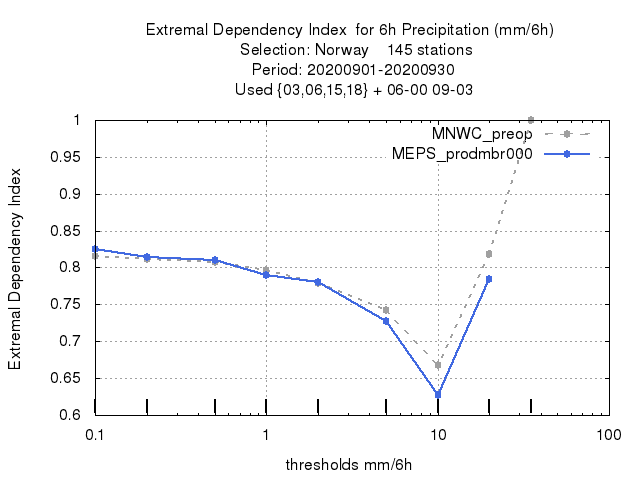 Extremal Dependency Index  for 6h Precipitation (mm/6h)
Selection: Norway    145 stations
Period: 20200901-20200930
Used {03,06,15,18} + 06-00 09-03
MNWC_preop
MEPS_prodmbr000
Extremal Dependency Index
1
0.95
0.9
0.85
0.8
0.75
0.7
0.65
0.6
0.1 1 10 100
thresholds mm/6h